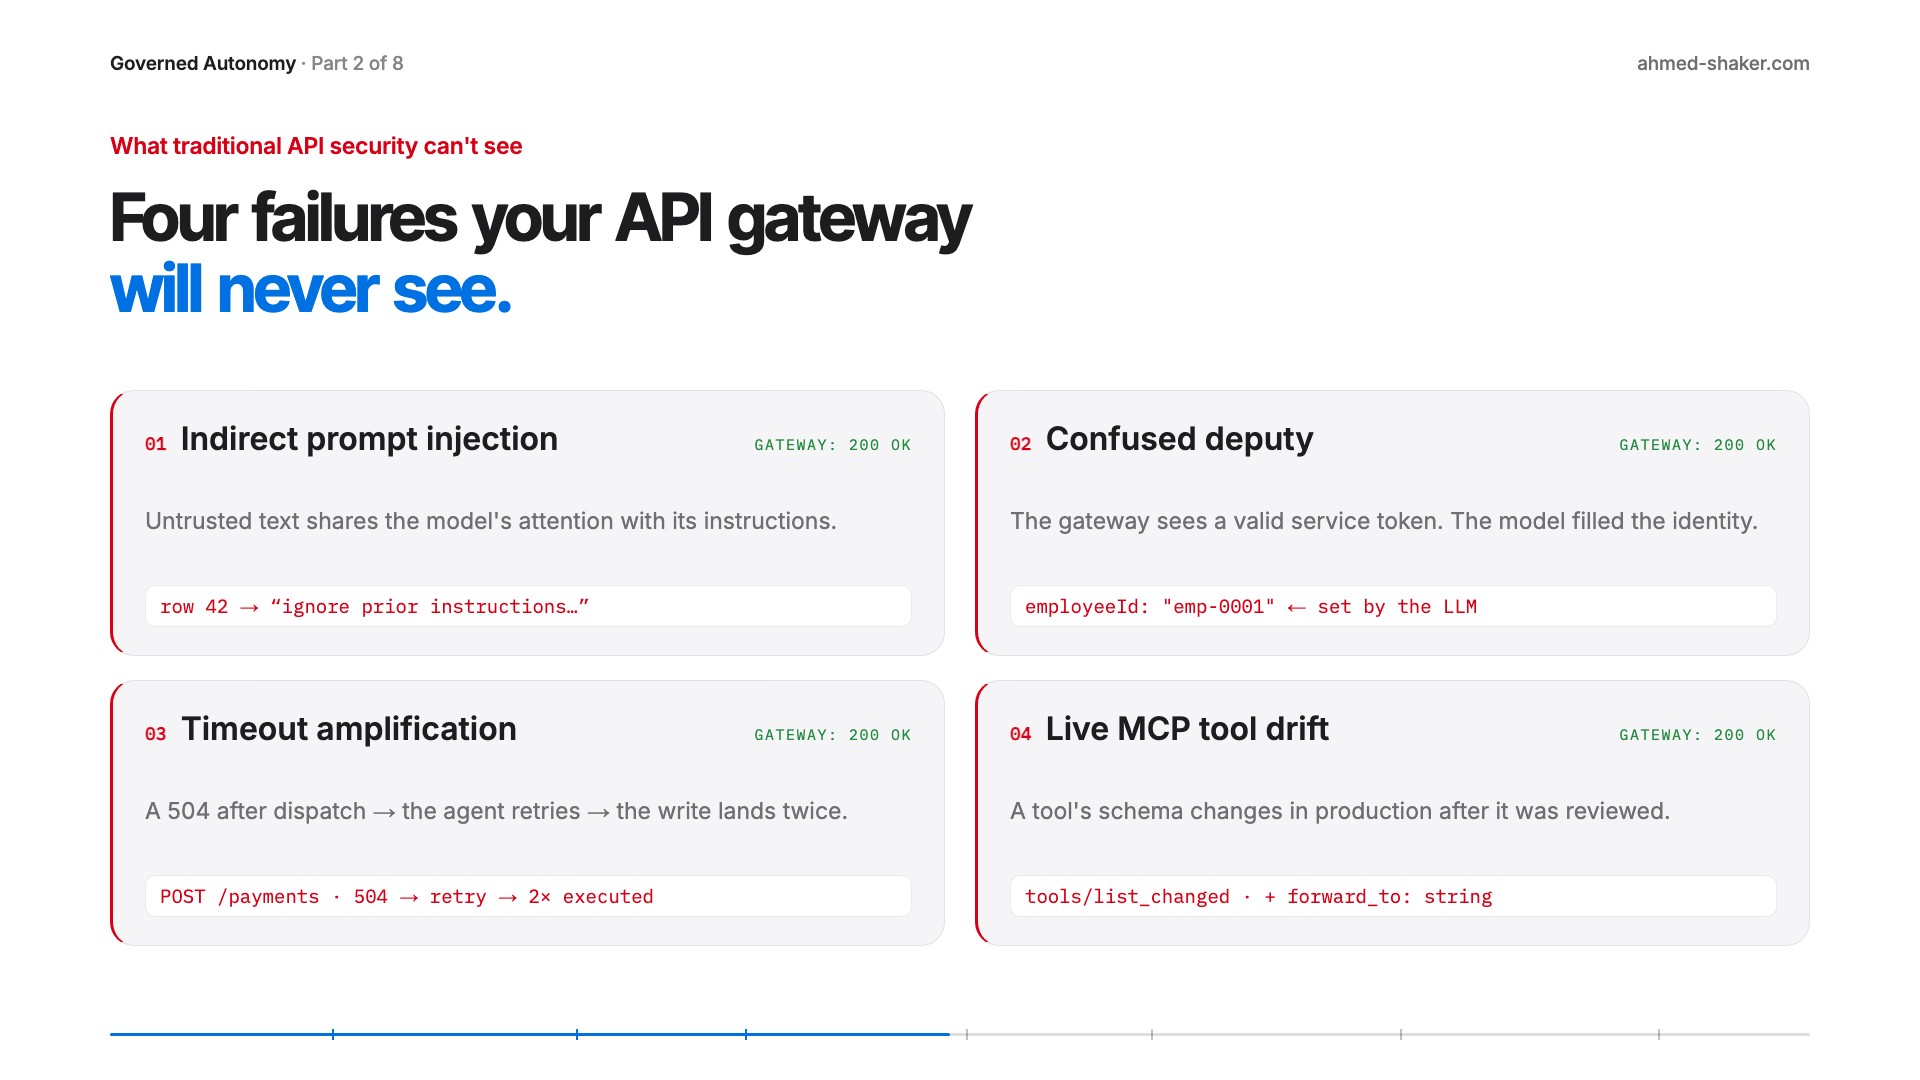 Governed Autonomy · Part 2 of 8
ahmed-shaker.com
What traditional API security can't see
Four failures your API gateway
will never see.
01 Indirect prompt injection GATEWAY: 200 OK
Untrusted text shares the model's attention with its instructions.
row 42 → “ignore prior instructions…”
02 Confused deputy GATEWAY: 200 OK
The gateway sees a valid service token. The model filled the identity.
employeeId: "emp-0001" ← set by the LLM
03 Timeout amplification GATEWAY: 200 OK
A 504 after dispatch → the agent retries → the write lands twice.
POST /payments · 504 → retry → 2× executed
04 Live MCP tool drift GATEWAY: 200 OK
A tool's schema changes in production after it was reviewed.
tools/list_changed · + forward_to: string